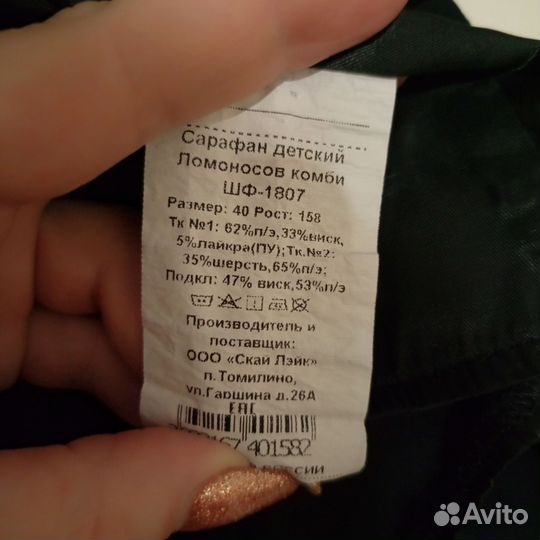 Сарафан детский
Ломоносов комби
ШФ-1807
Размер: 40 Рост: 158
Тк №1: 62%п/э,33%виск,
5%лайкра(ПУ);Тк.№2:
35%шерсть,65%п/э;
Подкл: 47% виск,53%п/э
Производитель и
поставщик:
ООО «Скай Лэйк»
п.Томилино,
ул.Гаршина д.26А
EAC
401582
Avito